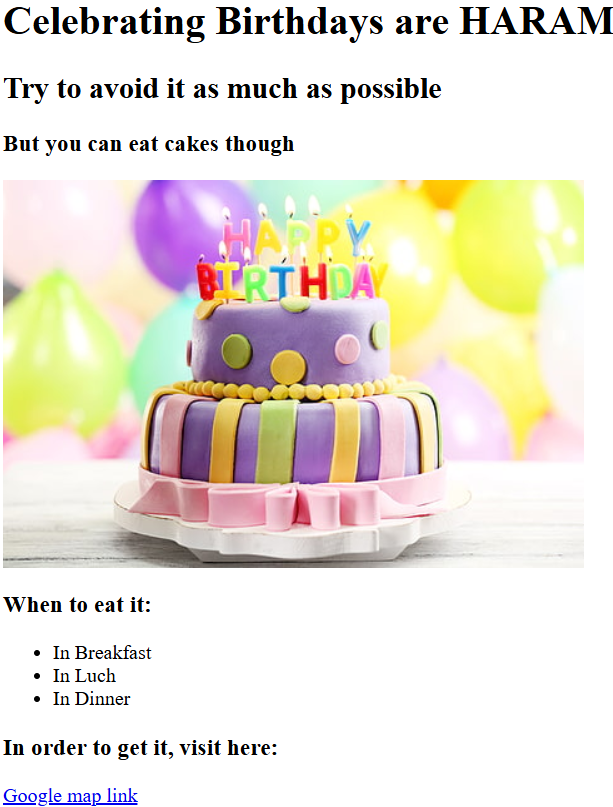 Celebrating Birthdays are HARAM
Try to avoid it as much as possible
But you can eat cakes though
HAPPY
BIRTHDAY
When to eat it:
In Breakfast
In Luch
In Dinner
In order to get it, visit here:
Google map link